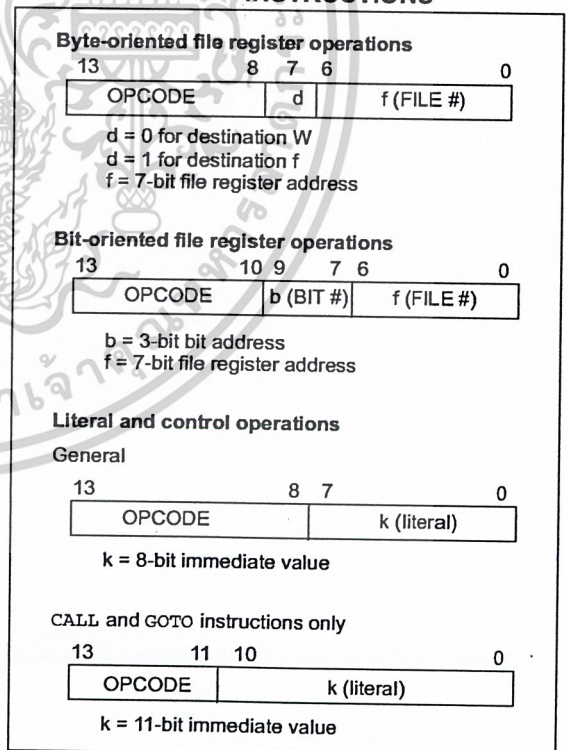 INSTRUCTIONS
Byte-oriented file register operations
13 8 7 6 0
OPCODE d f (FILE #)
d = 0 for destination W
d = 1 for destination f
f = 7-bit file register address
Bit-oriented file register operations
13 10 9 7 6 0
OPCODE b (BIT #) f (FILE #)
b = 3-bit bit address
f = 7-bit file register address
Literal and control operations
General
13 8 7 0
OPCODE k (literal)
k = 8-bit immediate value
CALL and GOTO instructions only
13 11 10 0
OPCODE k (literal)
k = 11-bit immediate value